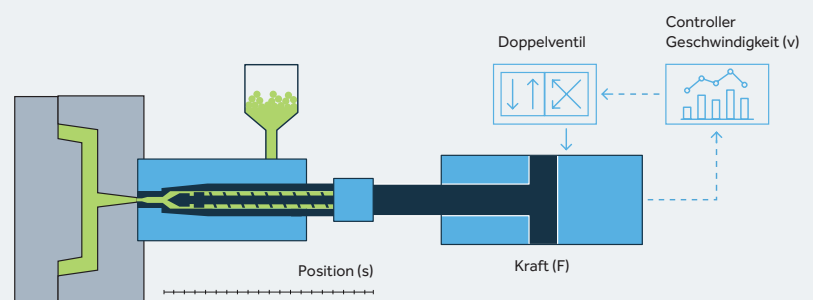 Controller
Geschwindigkeit (v)
Doppelventil
Position (s)
Kraft (F)